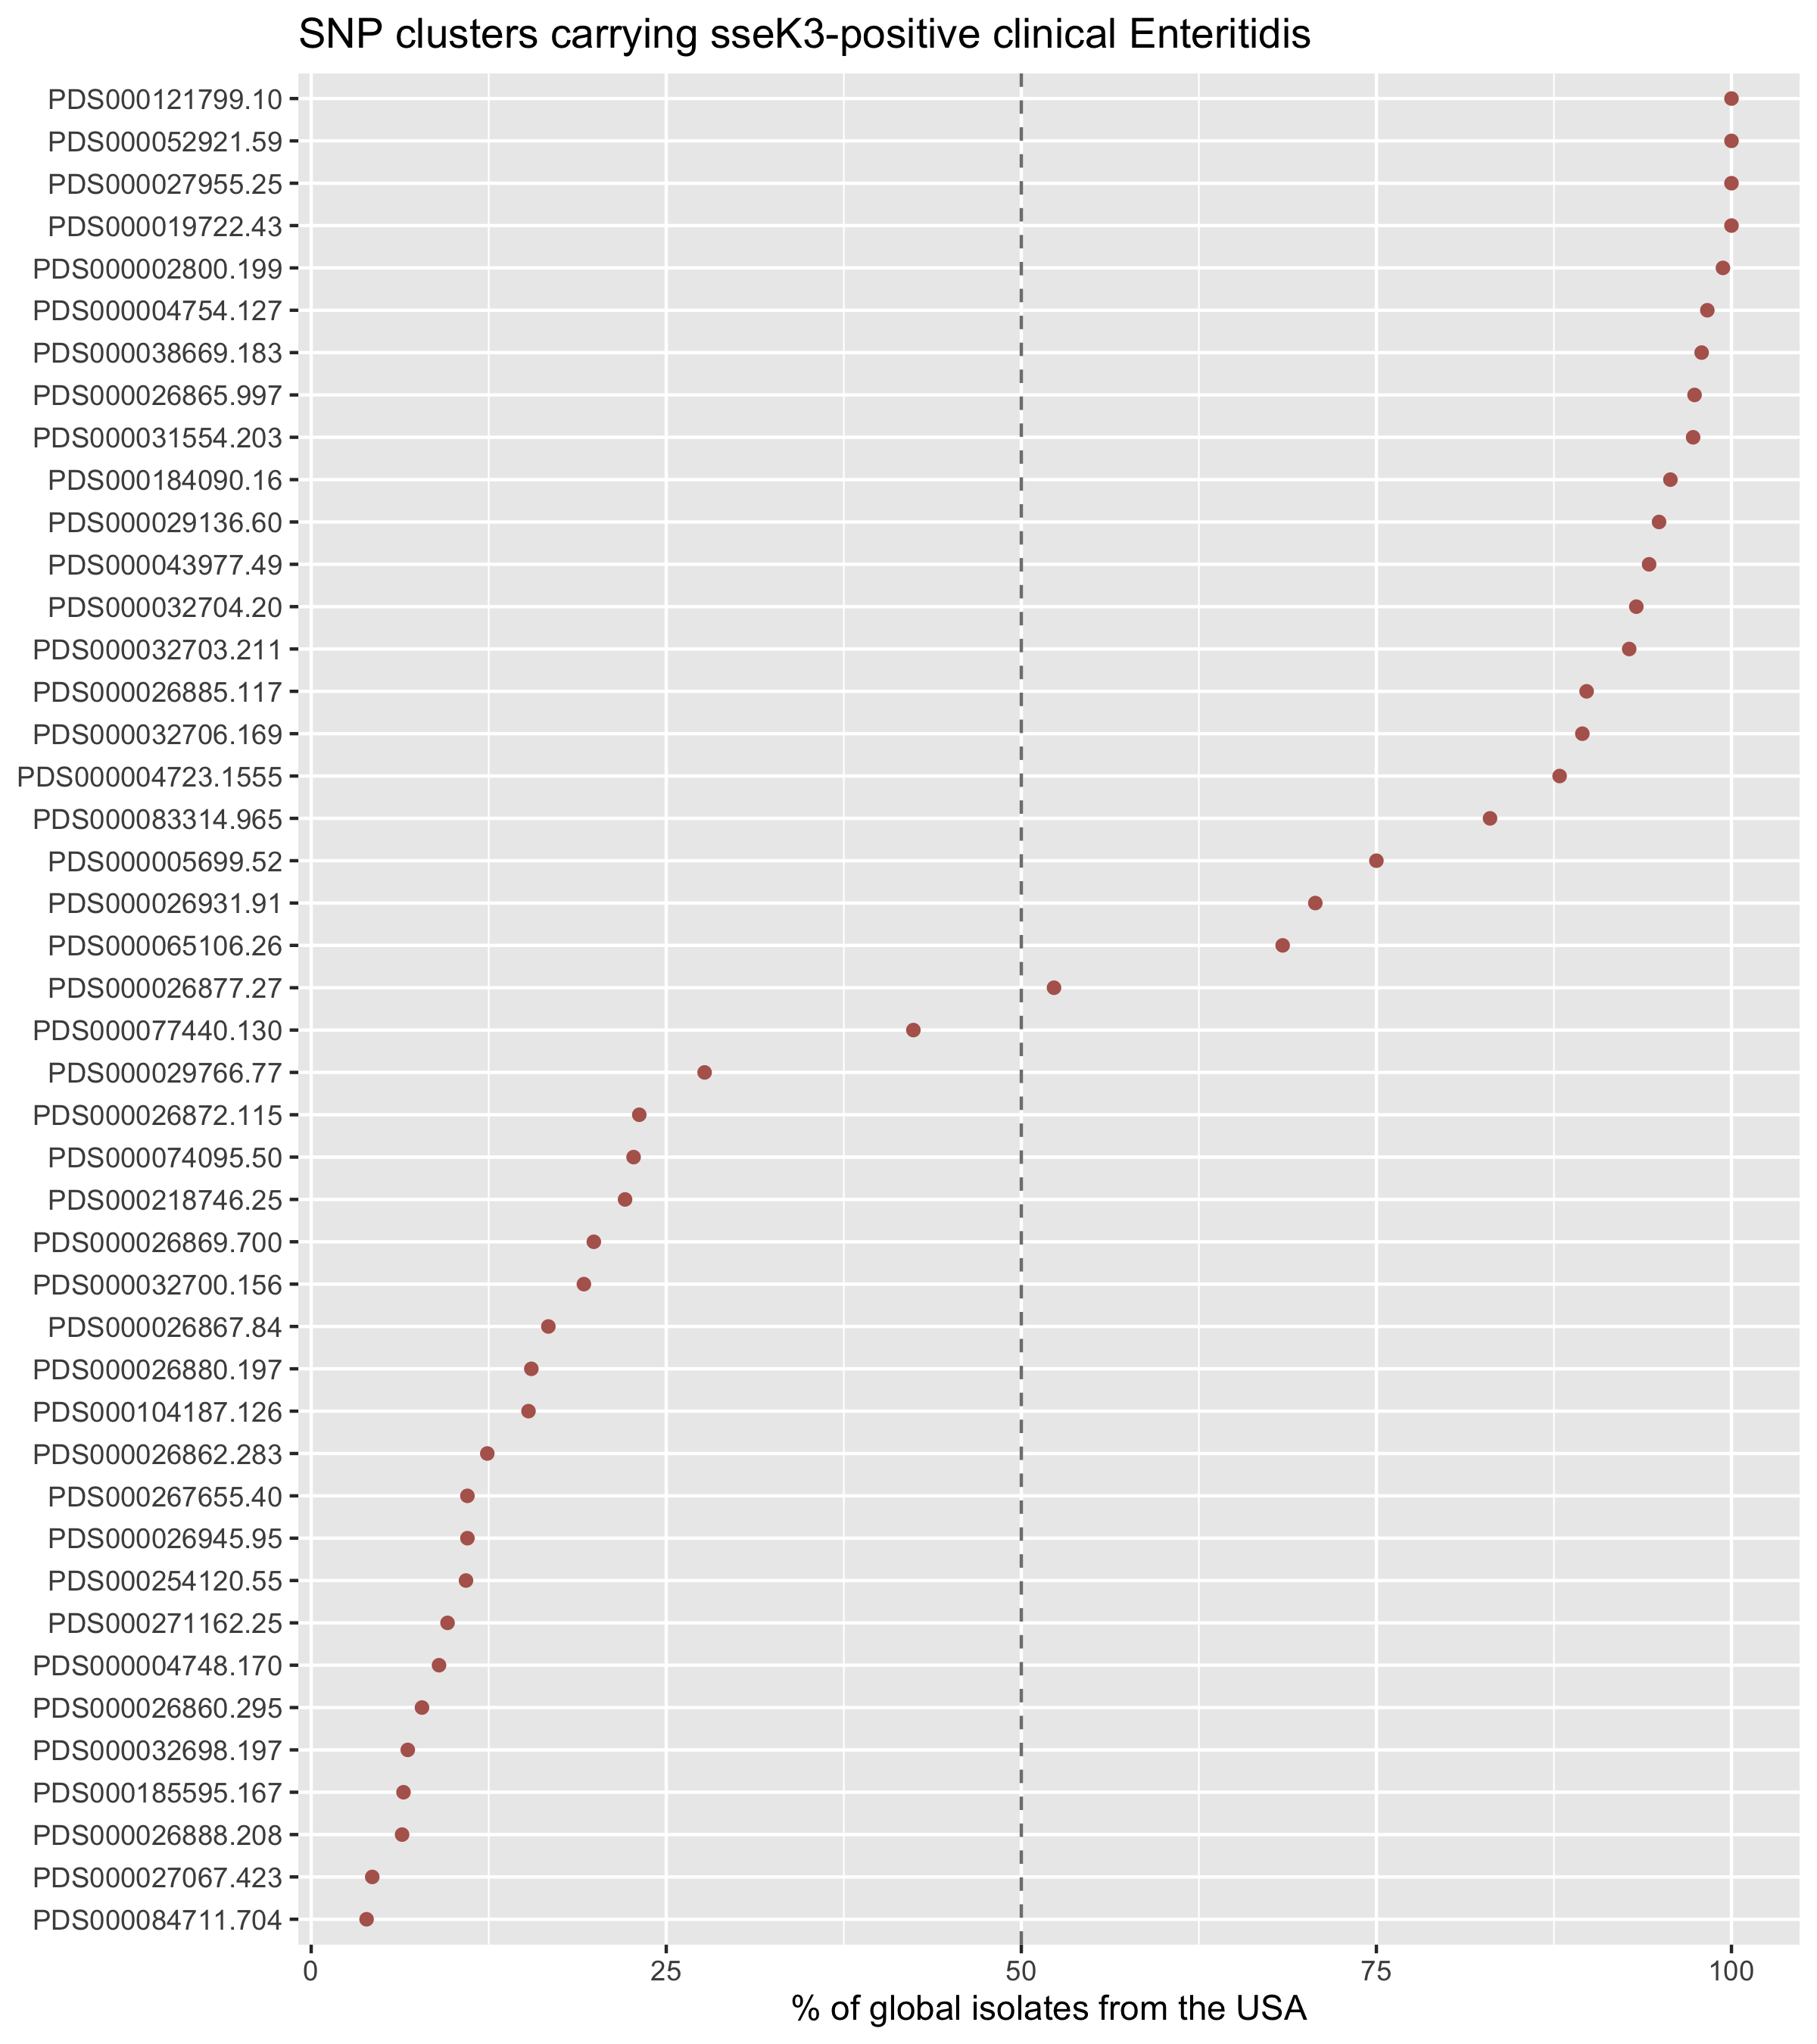 SNP clusters carrying sseK3-positive clinical Enteritidis
PDS000121799.10
PDS000052921.59
PDS000027955.25
PDS000019722.43
PDS000002800.199
PDS000004754.127
PDS000038669.183
PDS000026865.997
PDS000031554.203
PDS000184090.16
PDS000029136.60
PDS000043977.49
PDS000032704.20
PDS000032703.211
PDS000026885.117
PDS000032706.169
PDS000004723.1555
PDS000083314.965
PDS000005699.52
PDS000026931.91
PDS000065106.26
PDS000026877.27
PDS000077440.130
PDS000029766.77
PDS000026872.115
PDS000074095.50
PDS000218746.25
PDS000026869.700
PDS000032700.156
PDS000026867.84
PDS000026880.197
PDS000104187.126
PDS000026862.283
PDS000267655.40
PDS000026945.95
PDS000254120.55
PDS000271162.25
PDS000004748.170
PDS000026860.295
PDS000032698.197
PDS000185595.167
PDS000026888.208
PDS000027067.423
PDS000084711.704
0 25 50 75 100
% of global isolates from the USA